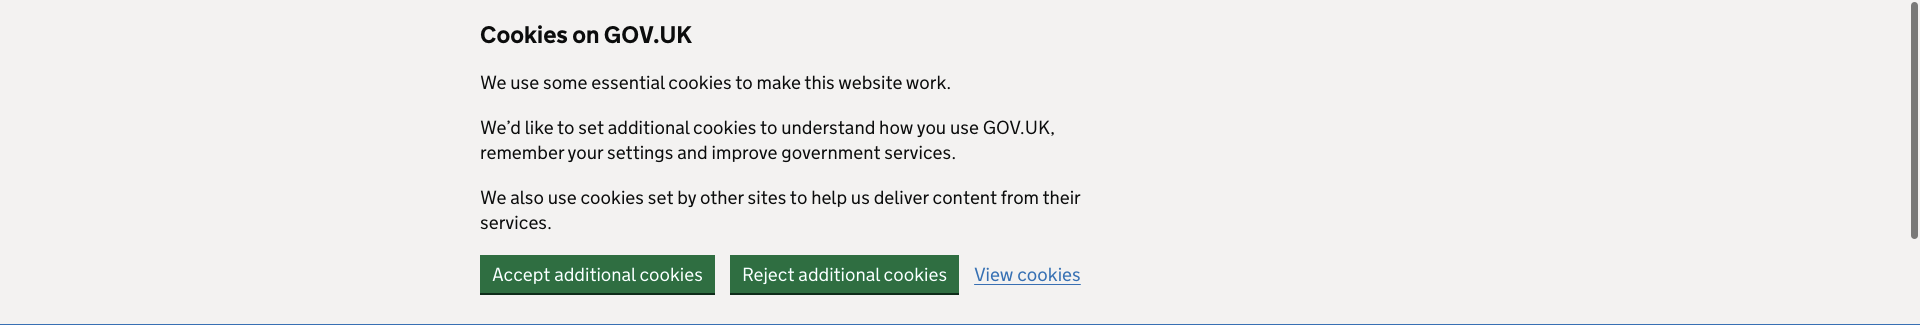 Cookies on GOV.UK
We use some essential cookies to make this website work.
We’d like to set additional cookies to understand how you use GOV.UK,
remember your settings and improve government services.
We also use cookies set by other sites to help us deliver content from their
services.
Accept additional cookies Reject additional cookies View cookies